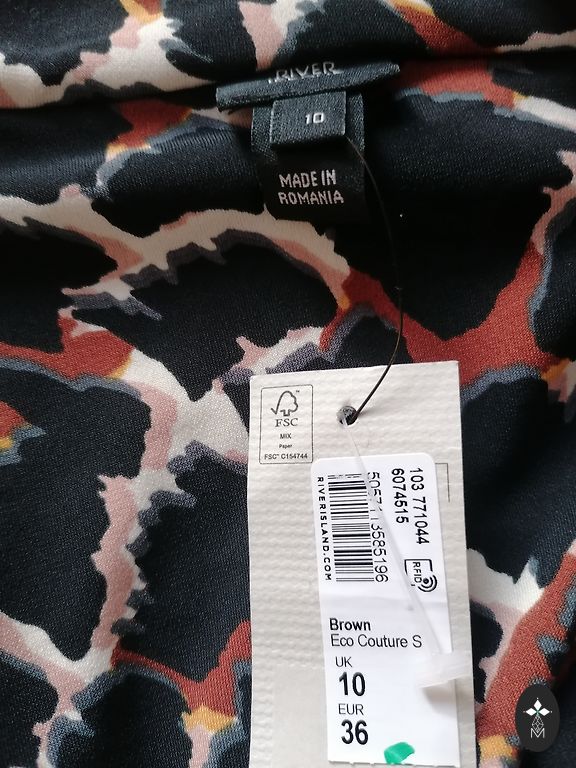 RIVER
10
MADE IN
ROMANIA
FSC
MIX
Paper
FSC™ C154744
103 771044
6074515
5057113585196
RIVERISLAND.COM
RFID
Brown
Eco Couture S
UK
10
EUR
36
M